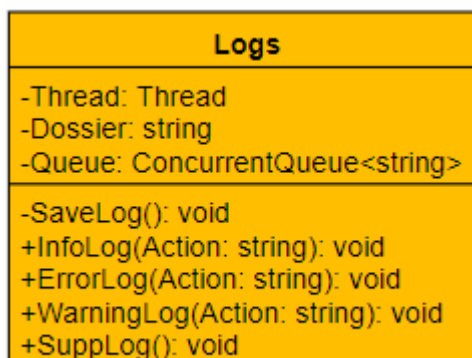 Logs
-Thread: Thread
-Dossier: string
-Queue: ConcurrentQueue<string>
-SaveLog(): void
+InfoLog(Action: string): void
+ErrorLog(Action: string): void
+WarningLog(Action: string): void
+SuppLog(): void